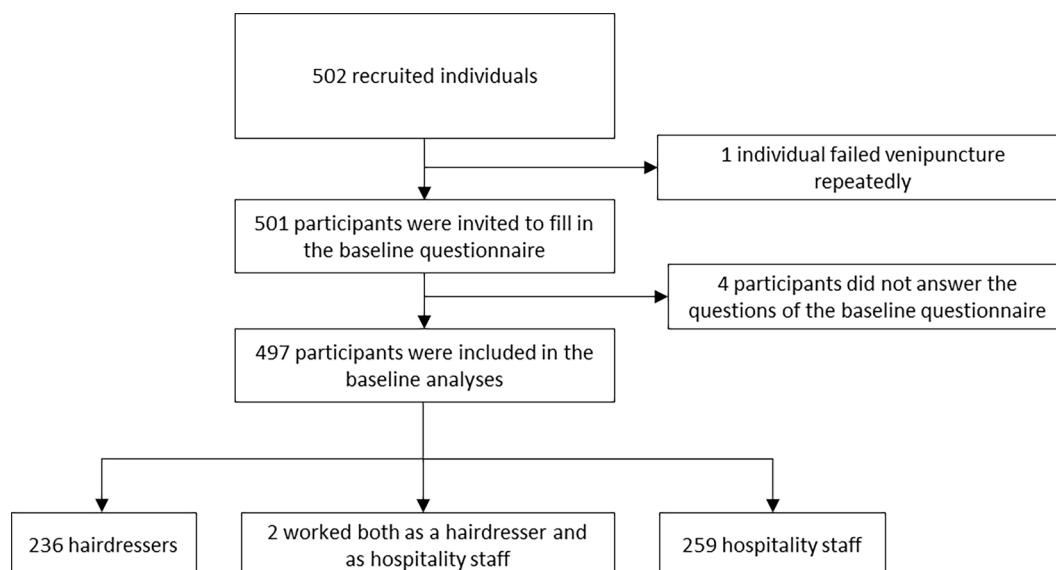 502 recruited individuals
1 individual failed venipuncture
repeatedly
501 participants were invited to fill in
the baseline questionnaire
4 participants did not answer the
questions of the baseline questionnaire
497 participants were included in the
baseline analyses
236 hairdressers
2 worked both as a hairdresser and
as hospitality staff
259 hospitality staff